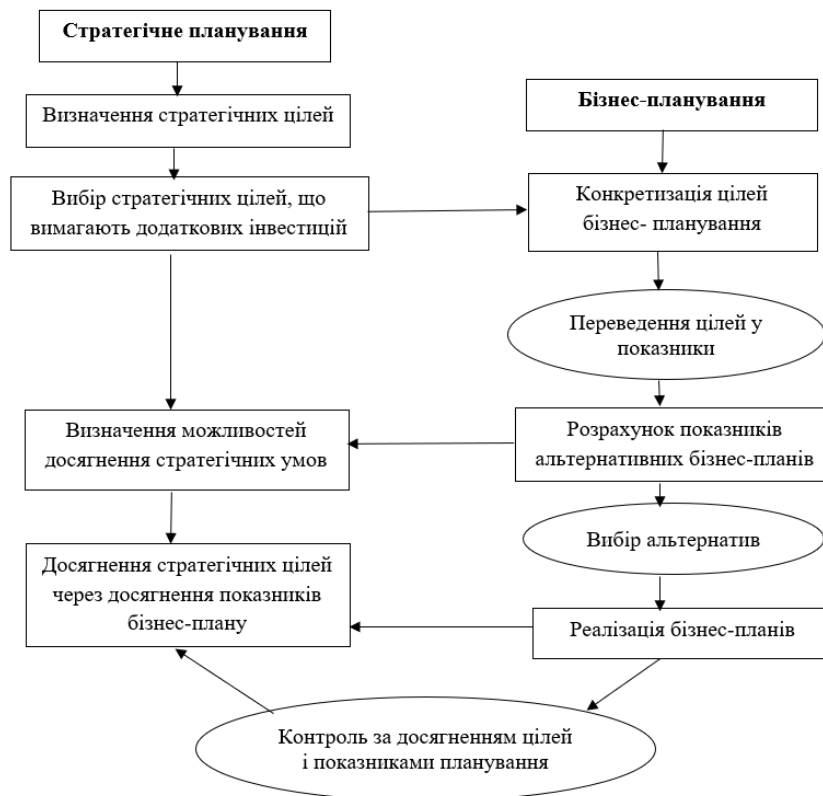 Стратегічне планування
Визначення стратегічних цілей
Вибір стратегічних цілей, що
вимагають додаткових інвестицій
Визначення можливостей
досягнення стратегічних умов
Досягнення стратегічних цілей
через досягнення показників
бізнес-плану
Бізнес-планування
Конкретизація цілей
бізнес- планування
Переведення цілей у
показники
Розрахунок показників
альтернативних бізнес-планів
Вибір альтернатив
Реалізація бізнес-планів
Контроль за досягненням цілей
і показниками планування